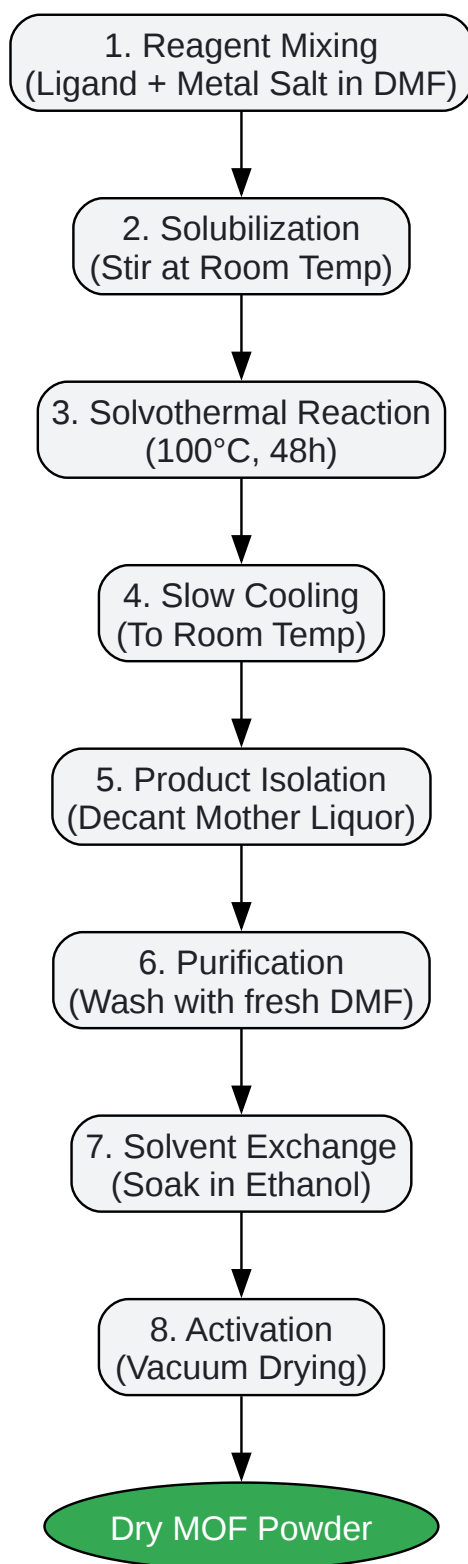 1. Reagent Mixing
(Ligand + Metal Salt in DMF)
2. Solubilization
(Stir at Room Temp)
3. Solvothermal Reaction
(100°C, 48h)
4. Slow Cooling
(To Room Temp)
5. Product Isolation
(Decant Mother Liquor)
6. Purification
(Wash with fresh DMF)
7. Solvent Exchange
(Soak in Ethanol)
8. Activation
(Vacuum Drying)
Dry MOF Powder